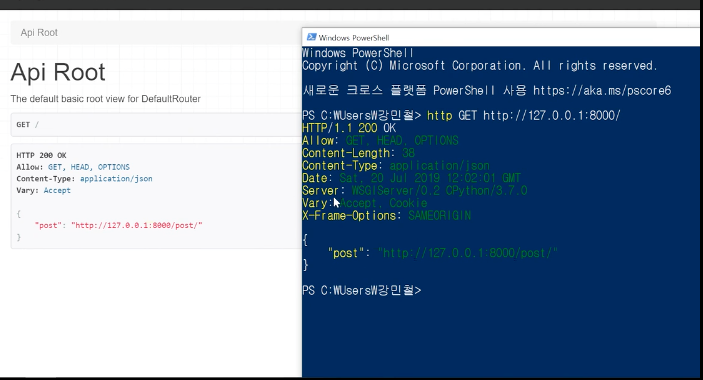 Api Root
Api Root
The default basic root view for DefaultRouter
GET /
HTTP 200 OK
Allow: GET, HEAD, OPTIONS
Content-Type: application/json
Vary: Accept
{
"post": "http://127.0.0.1:8000/post/"
}
Windows PowerShell
Windows PowerShell
Copyright (C) Microsoft Corporation. All rights reserved.
새로운 크로스 플랫폼 PowerShell 사용 https://aka.ms/pscore6
PS C:₩Users₩강민철> http GET http://127.0.0.1:8000/
HTTP/1.1 200 OK
Allow: GET, HEAD, OPTIONS
Content-Length: 38
Content-Type: application/json
Date: Sat, 20 Jul 2019 12:02:01 GMT
Server: WSGIServer/0.2 CPython/3.7.0
Vary: Accept, Cookie
X-Frame-Options: SAMEORIGIN
{
"post": "http://127.0.0.1:8000/post/"
}
PS C:₩Users₩강민철>